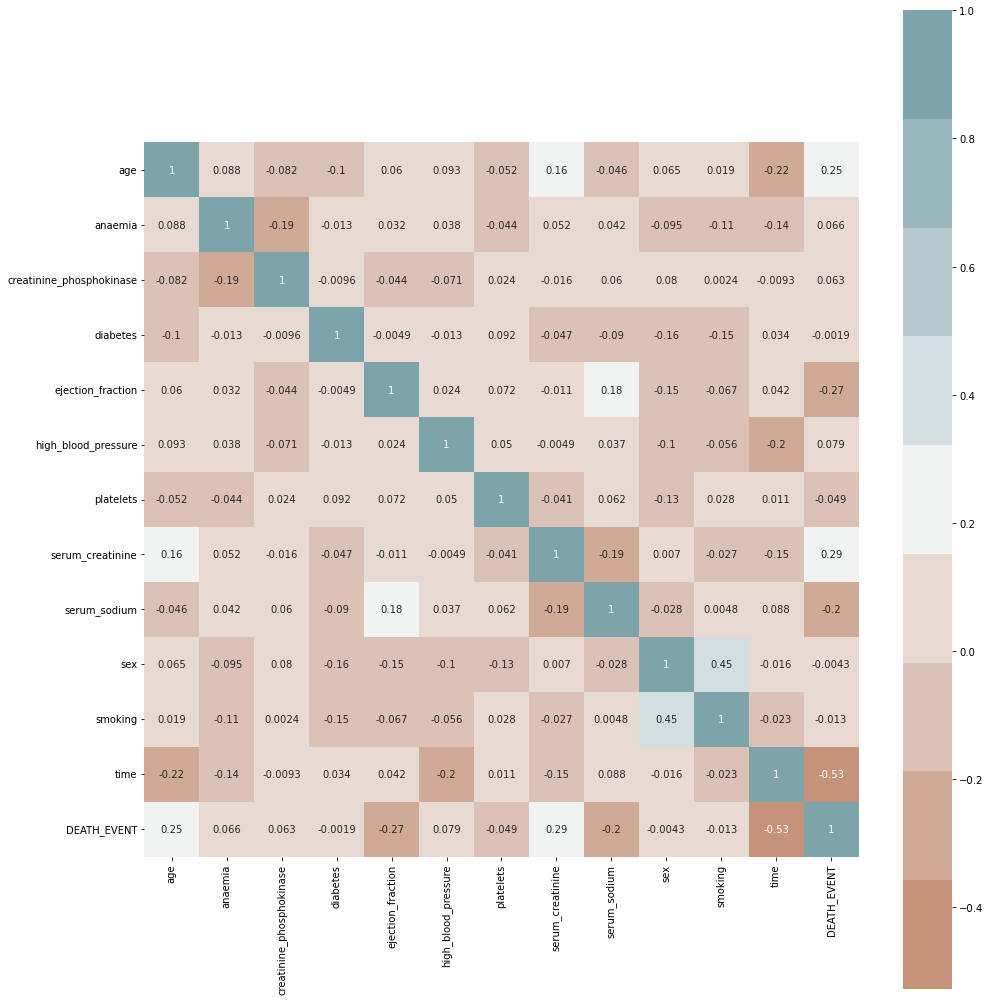 1.0
0.8
0.6
0.4
0.2
0.0
−0.2
−0.4
age 1 0.088 -0.082 -0.1 0.06 0.093 -0.052 0.16 -0.046 0.065 0.019 -0.22 0.25
anaemia 0.088 1 -0.19 -0.013 0.032 0.038 -0.044 0.052 0.042 -0.095 -0.11 -0.14 0.066
creatinine_phosphokinase -0.082 -0.19 1 -0.0096 -0.044 -0.071 0.024 -0.016 0.06 0.08 0.0024 -0.0093 0.063
diabetes -0.1 -0.013 -0.0096 1 -0.0049 -0.013 0.092 -0.047 -0.09 -0.16 -0.15 0.034 -0.0019
ejection_fraction 0.06 0.032 -0.044 -0.0049 1 0.024 0.072 -0.011 0.18 -0.15 -0.067 0.042 -0.27
high_blood_pressure 0.093 0.038 -0.071 -0.013 0.024 1 0.05 -0.0049 0.037 -0.1 -0.056 -0.2 0.079
platelets -0.052 -0.044 0.024 0.092 0.072 0.05 1 -0.041 0.062 -0.13 0.028 0.011 -0.049
serum_creatinine 0.16 0.052 -0.016 -0.047 -0.011 -0.0049 -0.041 1 -0.19 0.007 -0.027 -0.15 0.29
serum_sodium -0.046 0.042 0.06 -0.09 0.18 0.037 0.062 -0.19 1 -0.028 0.0048 0.088 -0.2
sex 0.065 -0.095 0.08 -0.16 -0.15 -0.1 -0.13 0.007 -0.028 1 0.45 -0.016 -0.0043
smoking 0.019 -0.11 0.0024 -0.15 -0.067 -0.056 0.028 -0.027 0.0048 0.45 1 -0.023 -0.013
time -0.22 -0.14 -0.0093 0.034 0.042 -0.2 0.011 -0.15 0.088 -0.016 -0.023 1 -0.53
DEATH_EVENT 0.25 0.066 0.063 -0.0019 -0.27 0.079 -0.049 0.29 -0.2 -0.0043 -0.013 -0.53 1
age
anaemia
creatinine_phosphokinase
diabetes
ejection_fraction
high_blood_pressure
platelets
serum_creatinine
serum_sodium
sex
smoking
time
DEATH_EVENT